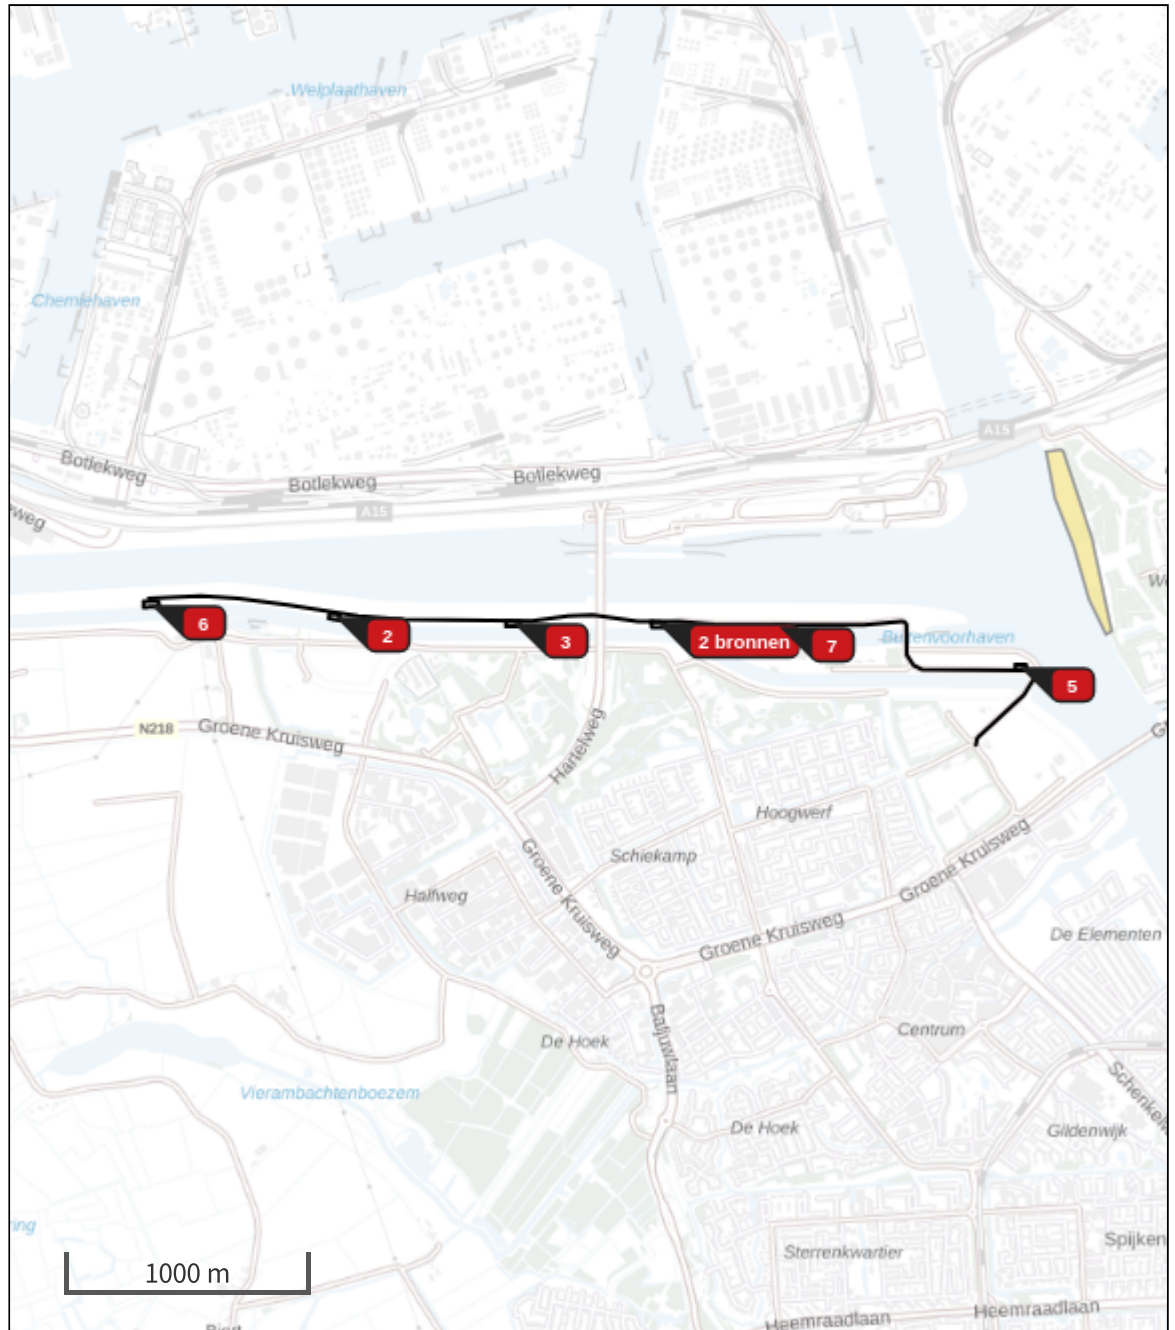 Welplaathaven
Chemiehaven
A15
Botlekweg
Botlekweg
Botlekweg
A15
weg
6
2
3
2 bronnen
7
Buitenvoorhaven
5
N218
Groene Kruisweg
Hartelweg
Hoogwerf
Schiekamp
Groene Kruisweg
Groene Kruisweg
Halfweg
Groene Kruisweg
De Elementen
Baljuwlaan
Centrum
De Hoek
Schenkelw
Vierambachtenboezem
De Hoek
Gildenwijk
ring
Sterrenkwartier
Spijken
1000 m
Heemraadlaan
Heemraadlaan